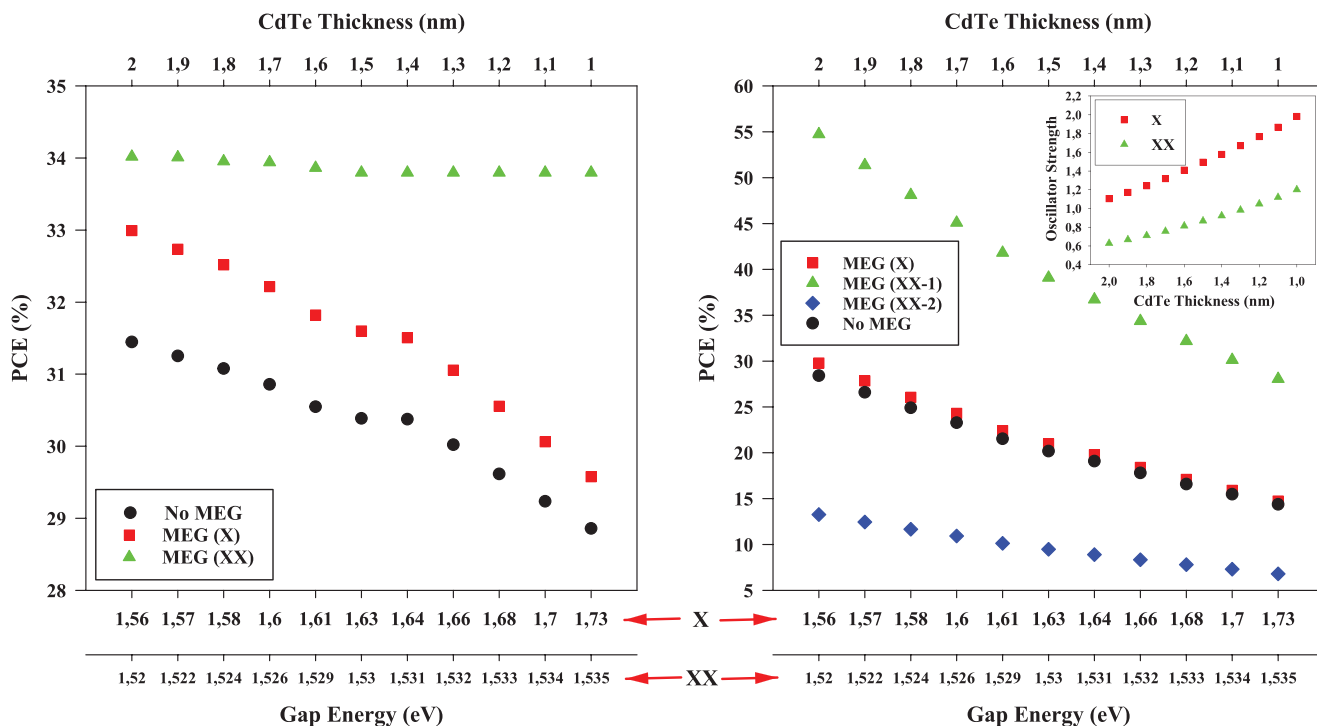 CdTe Thickness (nm)
2 1,9 1,8 1,7 1,6 1,5 1,4 1,3 1,2 1,1 1
35
34
33
32
31
30
29
28
PCE (%)
No MEG
MEG (X)
MEG (XX)
1,56 1,57 1,58 1,6 1,61 1,63 1,64 1,66 1,68 1,7 1,73
1,52 1,522 1,524 1,526 1,529 1,53 1,531 1,532 1,533 1,534 1,535
Gap Energy (eV)
X
XX
CdTe Thickness (nm)
2 1,9 1,8 1,7 1,6 1,5 1,4 1,3 1,2 1,1 1
60
55
50
45
40
35
30
25
20
15
10
5
PCE (%)
X
XX
2,2
2,0
1,8
1,6
1,4
1,2
1,0
0,8
0,6
0,4
Oscillator Strength
2,0 1,8 1,6 1,4 1,2 1,0
CdTe Thickness (nm)
MEG (X)
MEG (XX-1)
MEG (XX-2)
No MEG
1,56 1,57 1,58 1,6 1,61 1,63 1,64 1,66 1,68 1,7 1,73
1,52 1,522 1,524 1,526 1,529 1,53 1,531 1,532 1,533 1,534 1,535
Gap Energy (eV)